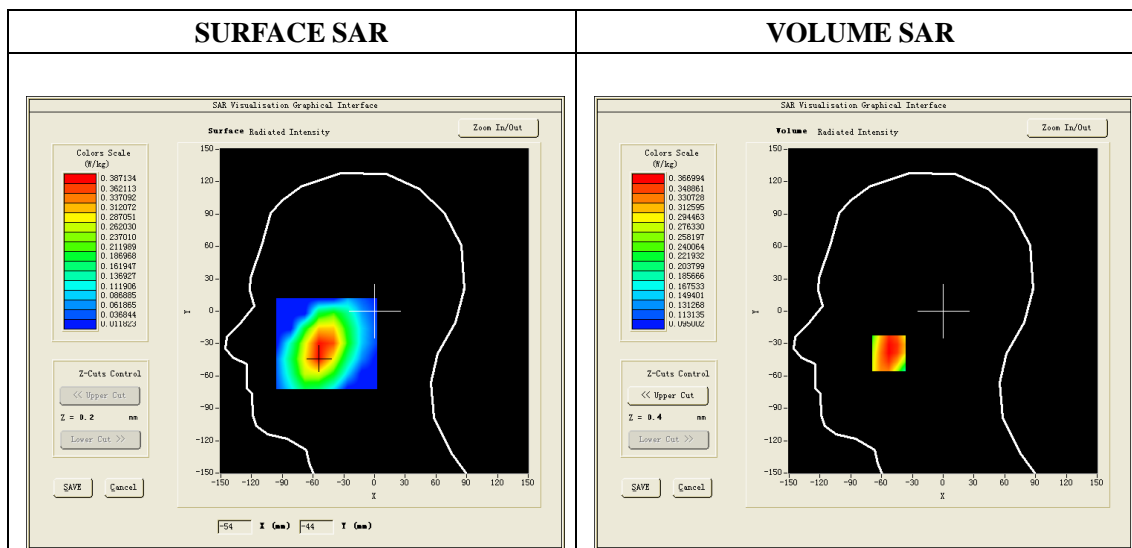 SURFACE SAR
VOLUME SAR
SAR Visualisation Graphical Interface
Surface Radiated Intensity
Zoom In/Out
Colors Scale
(W/kg)
0.387134
0.362113
0.337092
0.312072
0.287051
0.262030
0.237010
0.211989
0.186968
0.161947
0.136927
0.111906
0.086885
0.061865
0.036844
0.011823
150
120
90
60
30
0
-30
-60
-90
-120
-150
Y
-150 -120 -90 -60 -30 0 30 60 90 120 150
X
Z-Cuts Control
<< Upper Cut
Z = 0.2 mm
Lower Cut >>
SAVE Cancel
-54 X (mm) -44 Y (mm)
SAR Visualisation Graphical Interface
Volume Radiated Intensity
Zoom In/Out
Colors Scale
(W/kg)
0.366994
0.348861
0.330728
0.312595
0.294463
0.276330
0.258197
0.240064
0.221932
0.203799
0.185666
0.167533
0.149401
0.131268
0.113135
0.095002
150
120
90
60
30
0
-30
-60
-90
-120
-150
Y
-150 -120 -90 -60 -30 0 30 60 90 120 150
X
Z-Cuts Control
<< Upper Cut
Z = 0.4 mm
Lower Cut >>
SAVE Cancel